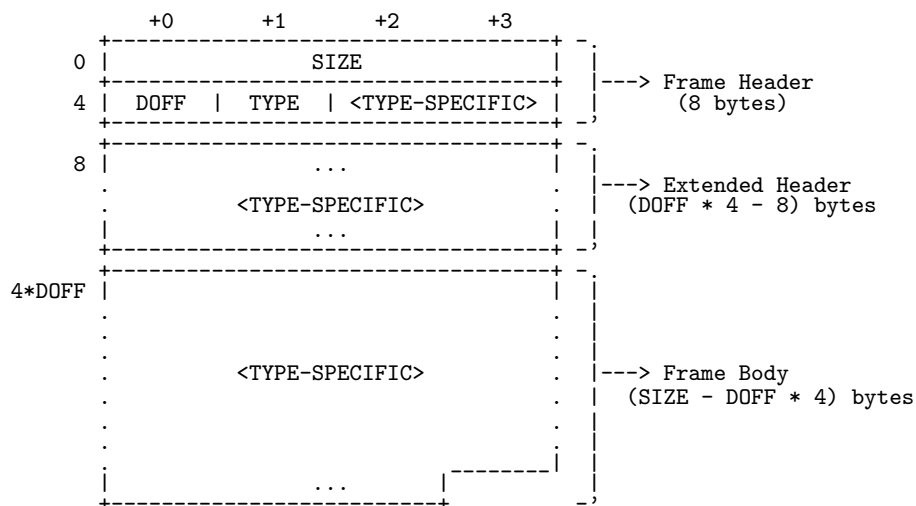 +0 +1 +2 +3
0 | SIZE | |---> Frame Header
4 | DOFF | TYPE | <TYPE-SPECIFIC> | (8 bytes)
8 | ... |
<TYPE-SPECIFIC> |---> Extended Header
... (DOFF * 4 - 8) bytes
4*DOFF
<TYPE-SPECIFIC> |---> Frame Body
(SIZE - DOFF * 4) bytes
...